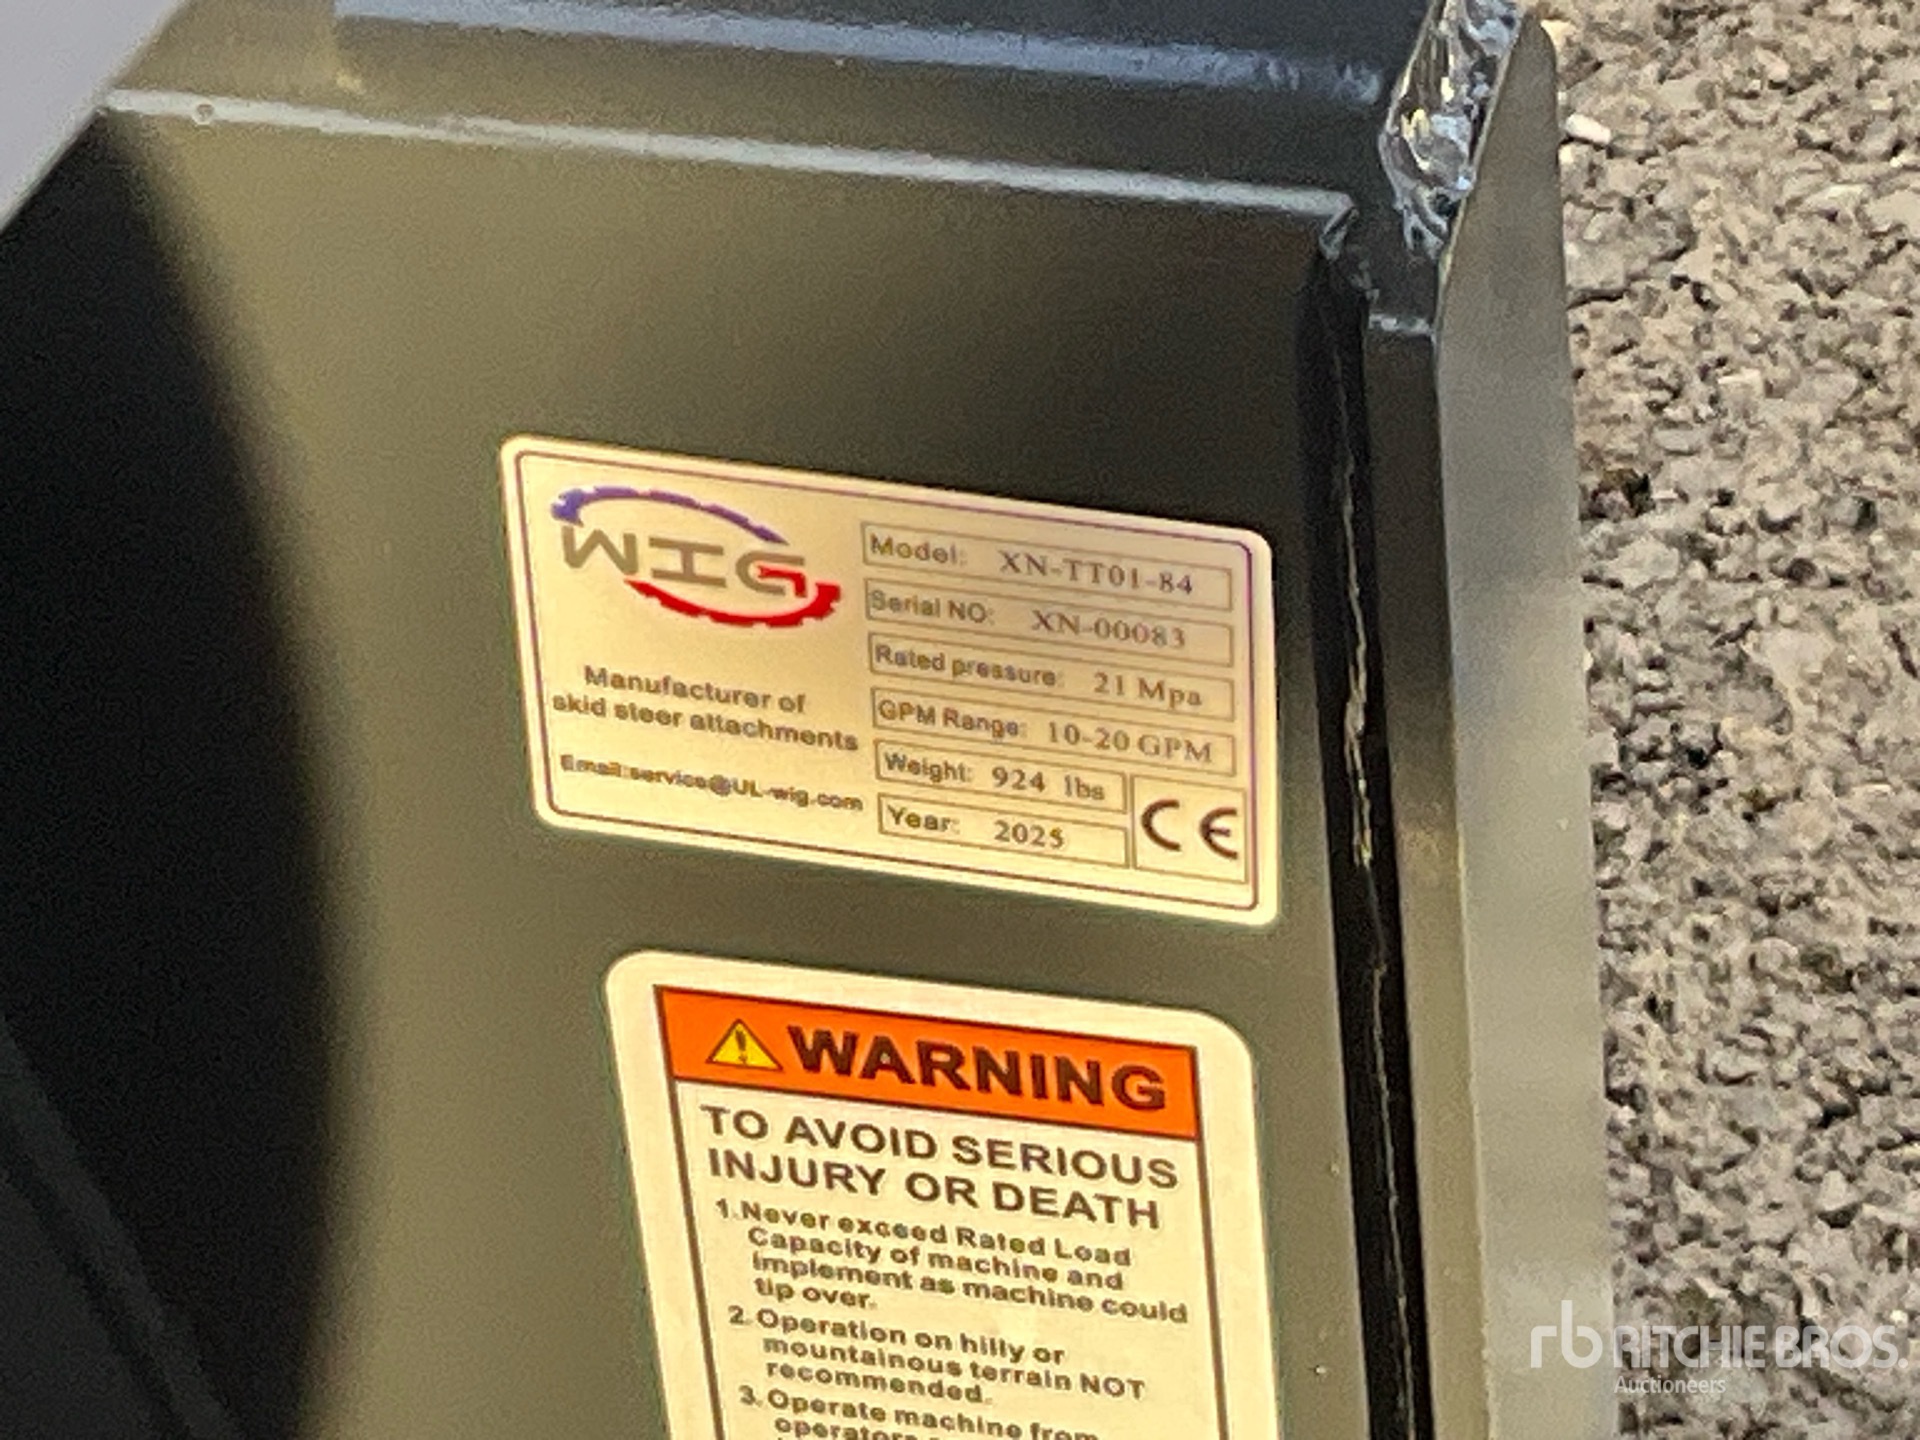 WIG
Manufacturer of
skid steer attachments
Email:service@UL-wig.com
Model: XN-TT01-84
Serial NO: XN-00083
Rated pressure: 21 Mpa
GPM Range: 10-20 GPM
Weight: 924 lbs
Year: 2025
CE
WARNING
TO AVOID SERIOUS
INJURY OR DEATH
1.Never exceed Rated Load
Capacity of machine and
implement as machine could
tip over.
2.Operation on hilly or
mountainous terrain NOT
recommended.
3.Operate machine from
rb RITCHIE BROS.
Auctioneers